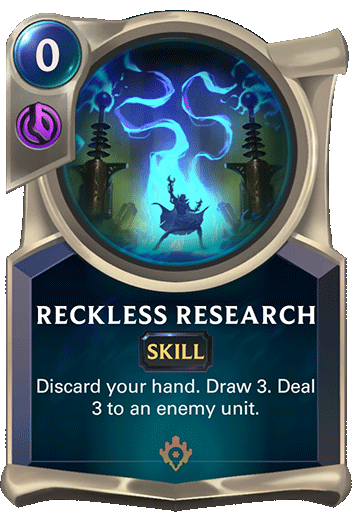 0
RECKLESS RESEARCH
SKILL
Discard your hand. Draw 3. Deal
3 to an enemy unit.